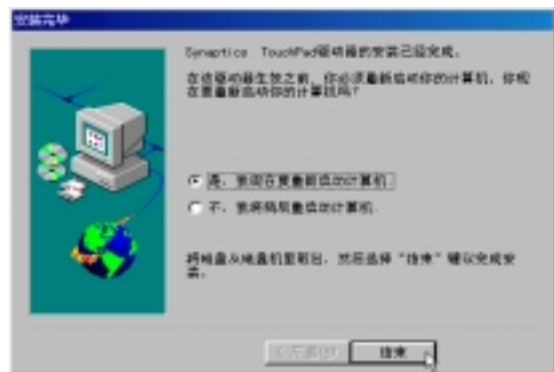 安装完毕
Synaptics TouchPad驱动器的安装已经完成。
在这驱动器生效之前，你必须重新启动你的计算机。你现
在要重新启动你的计算机吗？
是，我现在要重新启动计算机.
不，我将稍后重启动计算机.
将磁盘从磁盘机里取出，然后选择“结束”键以完成安
装。
结束